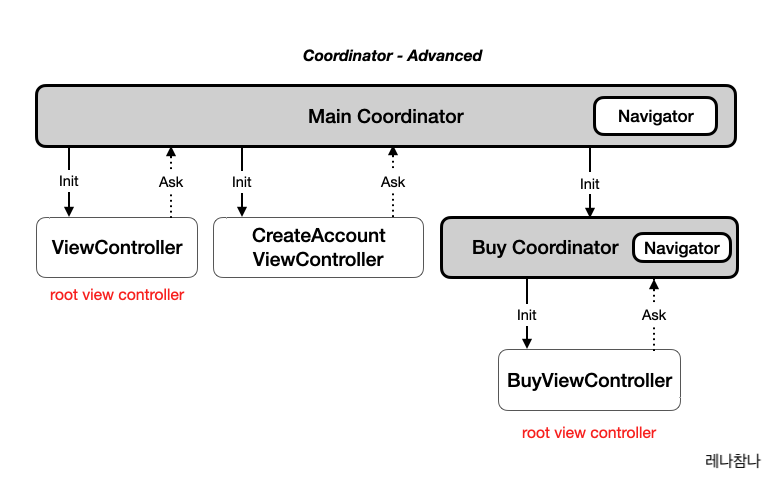 Coordinator - Advanced
Main Coordinator
Navigator
Init
Ask
Init
Ask
Init
ViewController
CreateAccount
ViewController
Buy Coordinator
Navigator
root view controller
Init
Ask
BuyViewController
root view controller
레나참나